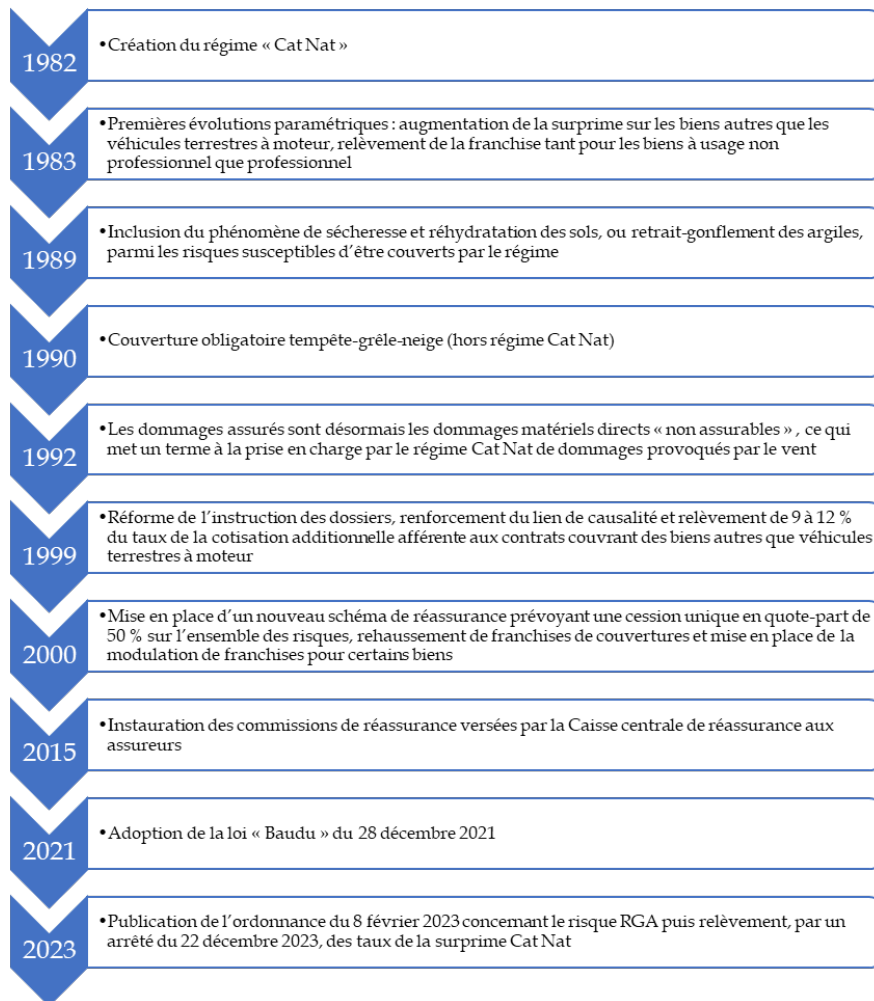 1982
•Création du régime « Cat Nat »
1983
•Premières évolutions paramétriques : augmentation de la surprime sur les biens autres que les
véhicules terrestres à moteur, relèvement de la franchise tant pour les biens à usage non
professionnel que professionnel
1989
•Inclusion du phénomène de sécheresse et réhydratation des sols, ou retrait-gonflement des argiles,
parmi les risques susceptibles d'être couverts par le régime
1990
•Couverture obligatoire tempête-grêle-neige (hors régime Cat Nat)
1992
•Les dommages assurés sont désormais les dommages matériels directs « non assurables » , ce qui
met un terme à la prise en charge par le régime Cat Nat de dommages provoqués par le vent
1999
•Réforme de l'instruction des dossiers, renforcement du lien de causalité et relèvement de 9 à 12 %
du taux de la cotisation additionnelle afférente aux contrats couvrant des biens autres que véhicules
terrestres à moteur
2000
•Mise en place d'un nouveau schéma de réassurance prévoyant une cession unique en quote-part de
50 % sur l'ensemble des risques, rehaussement de franchises de couvertures et mise en place de la
modulation de franchises pour certains biens
2015
•Instauration des commissions de réassurance versées par la Caisse centrale de réassurance aux
assureurs
2021
•Adoption de la loi « Baudu » du 28 décembre 2021
2023
•Publication de l'ordonnance du 8 février 2023 concernant le risque RGA puis relèvement, par un
arrêté du 22 décembre 2023, des taux de la surprime Cat Nat